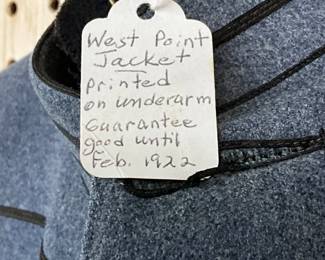 West Point
Jacket
Printed
on underarm
Guarantee
good until
Feb. 1922